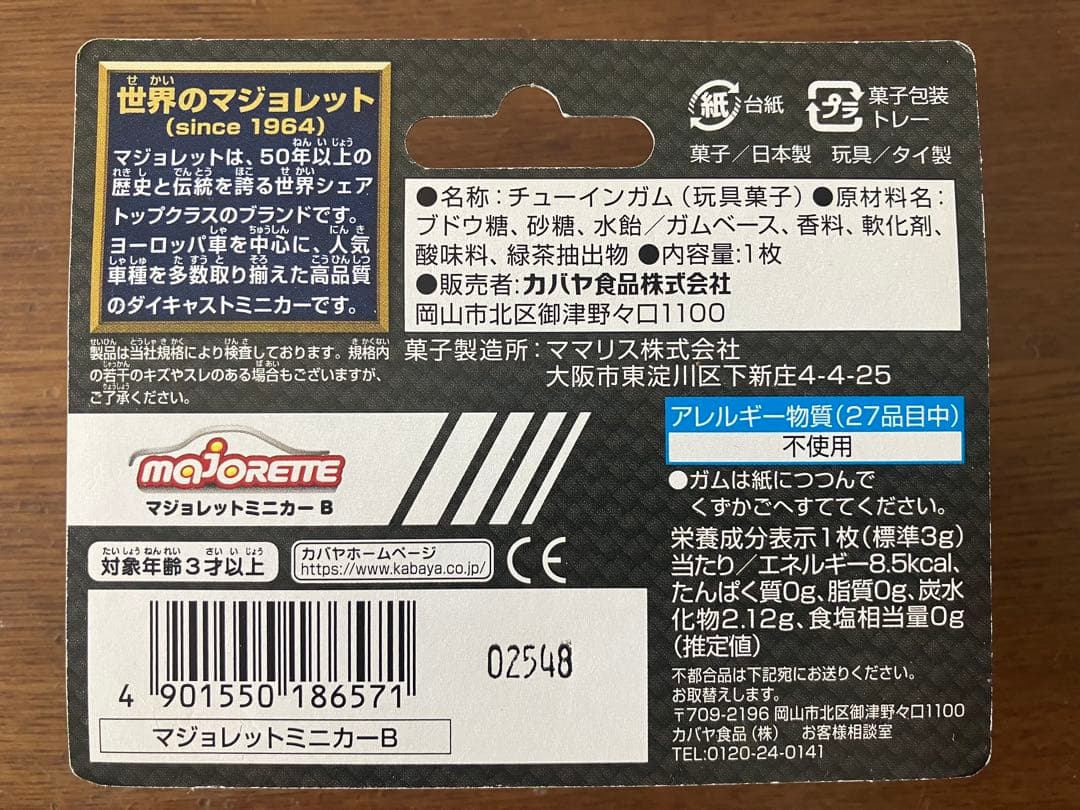 世界のマジョレット
(since 1964)
マジョレットは、50年以上の
歴史と伝統を誇る世界シェア
トップクラスのブランドです。
ヨーロッパ車を中心に、人気
車種を多数取り揃えた高品質
のダイキャストミニカーです。
製品は当社規格により検査しております。規格内
の若干のキズやスレのある場合もございますが、
ご了承ください。
紙 台紙
プラ 菓子包装
トレー
菓子／日本製 玩具／タイ製
●名称：チューインガム（玩具菓子）●原材料名：
ブドウ糖、砂糖、水飴／ガムベース、香料、軟化剤、
酸味料、緑茶抽出物 ●内容量：1枚
●販売者：カバヤ食品株式会社
岡山市北区御津野々口1100
菓子製造所：ママリス株式会社
大阪市東淀川区下新庄4-4-25
アレルギー物質（27品目中）
不使用
●ガムは紙につつんで
くずかごへすててください。
栄養成分表示1枚（標準3g）
当たり／エネルギー8.5kcal、
たんぱく質0g、脂質0g、炭水
化物2.12g、食塩相当量0g
（推定値）
不都合品は下記宛にお送りください。
お取替えします。
〒709-2196 岡山市北区御津野々口1100
カバヤ食品（株） お客様相談室
TEL:0120-24-0141
majORETTE
マジョレットミニカー B
対象年齢3才以上
カバヤホームページ
https://www.kabaya.co.jp/
CE
02548
4 901550 186571
マジョレットミニカーB